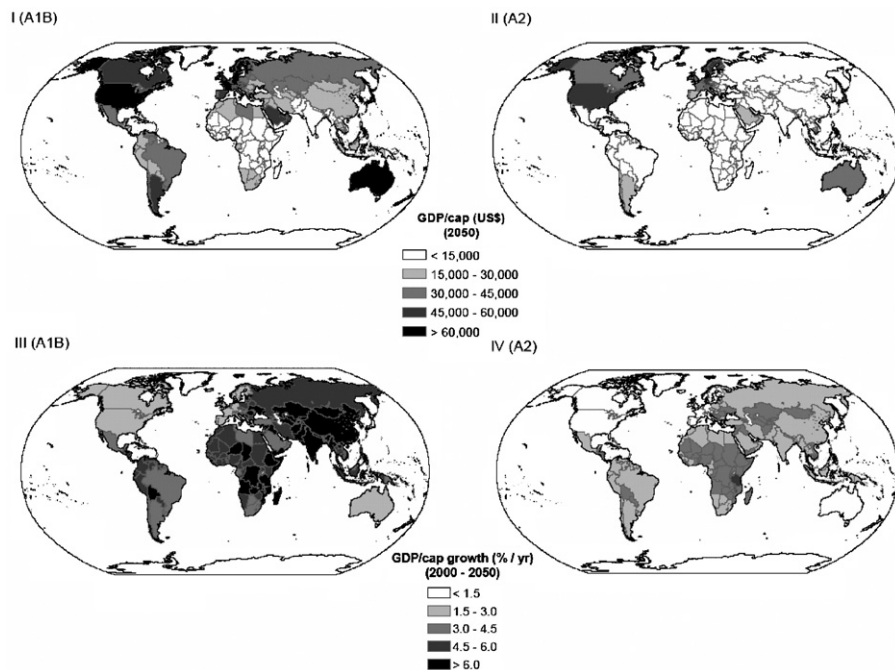 I (A1B)
II (A2)
GDP/cap (US$)
(2050)
< 15,000
15,000 - 30,000
30,000 - 45,000
45,000 - 60,000
> 60,000
III (A1B)
IV (A2)
GDP/cap growth (% / yr)
(2000 - 2050)
< 1.5
1.5 - 3.0
3.0 - 4.5
4.5 - 6.0
> 6.0